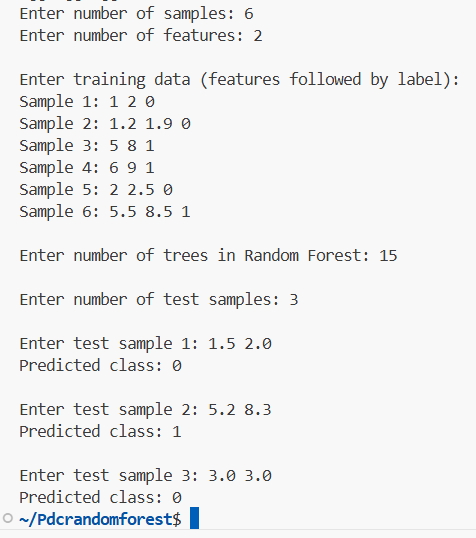 Enter number of samples: 6
Enter number of features: 2
Enter training data (features followed by label):
Sample 1: 1 2 0
Sample 2: 1.2 1.9 0
Sample 3: 5 8 1
Sample 4: 6 9 1
Sample 5: 2 2.5 0
Sample 6: 5.5 8.5 1
Enter number of trees in Random Forest: 15
Enter number of test samples: 3
Enter test sample 1: 1.5 2.0
Predicted class: 0
Enter test sample 2: 5.2 8.3
Predicted class: 1
Enter test sample 3: 3.0 3.0
Predicted class: 0
~/Pdcrandomforest$